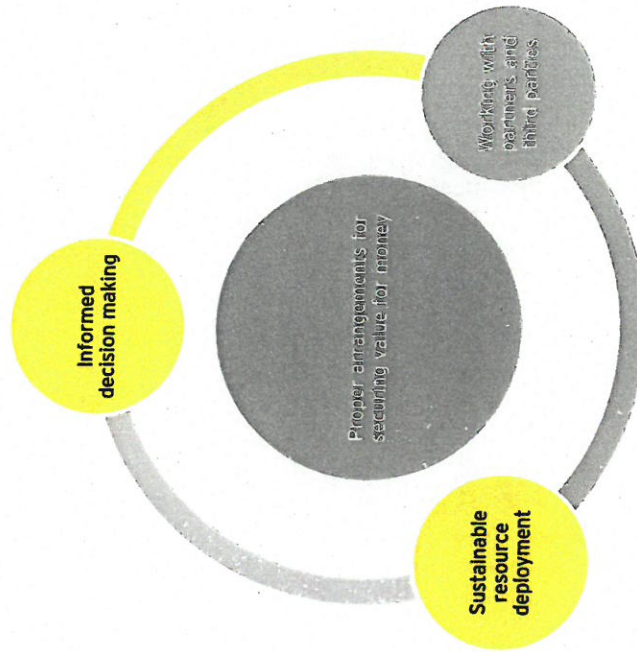 Informed
decision making
Proper arrangements for
securing value for money
Working with
partners and
third parties
Sustainable
resource
deployment